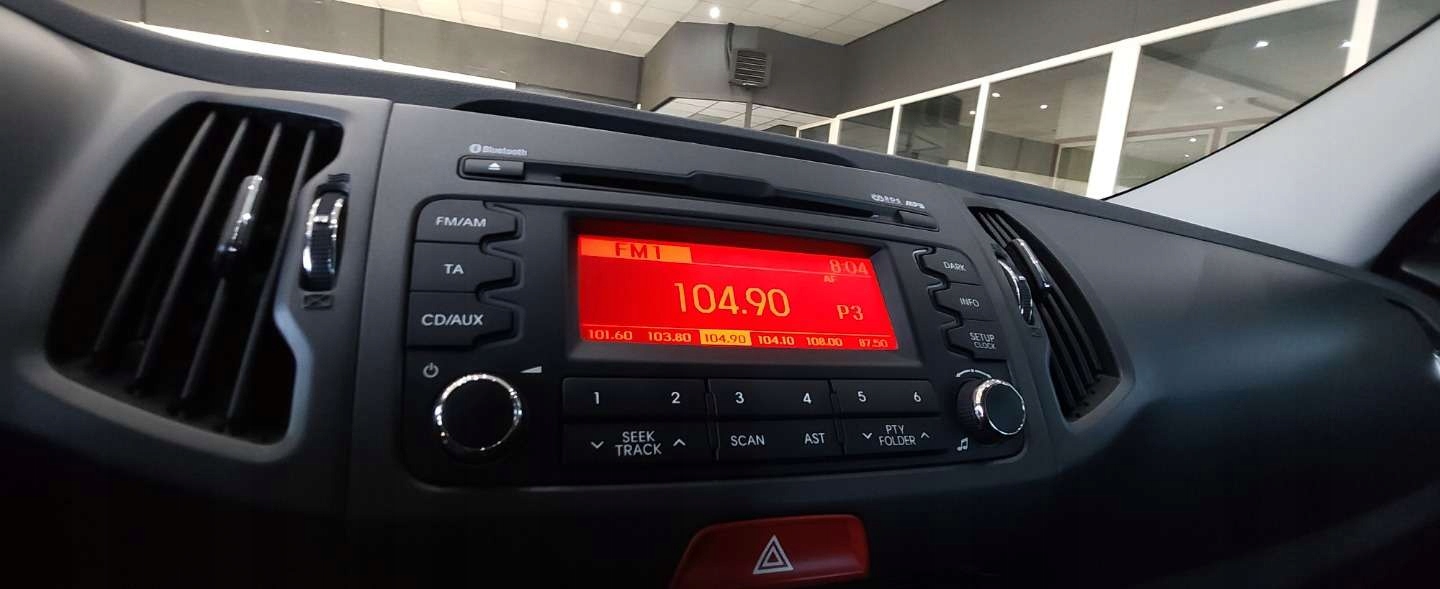 Bluetooth
FM/AM
TA
CD/AUX
FM1
8:04
AF
104.90
P3
101.60 103.80 104.90 104.10 108.00 87.50
DARK
INFO
SETUP
CLOCK
1 2 3 4 5 6
SEEK
TRACK
SCAN AST
PTY
FOLDER